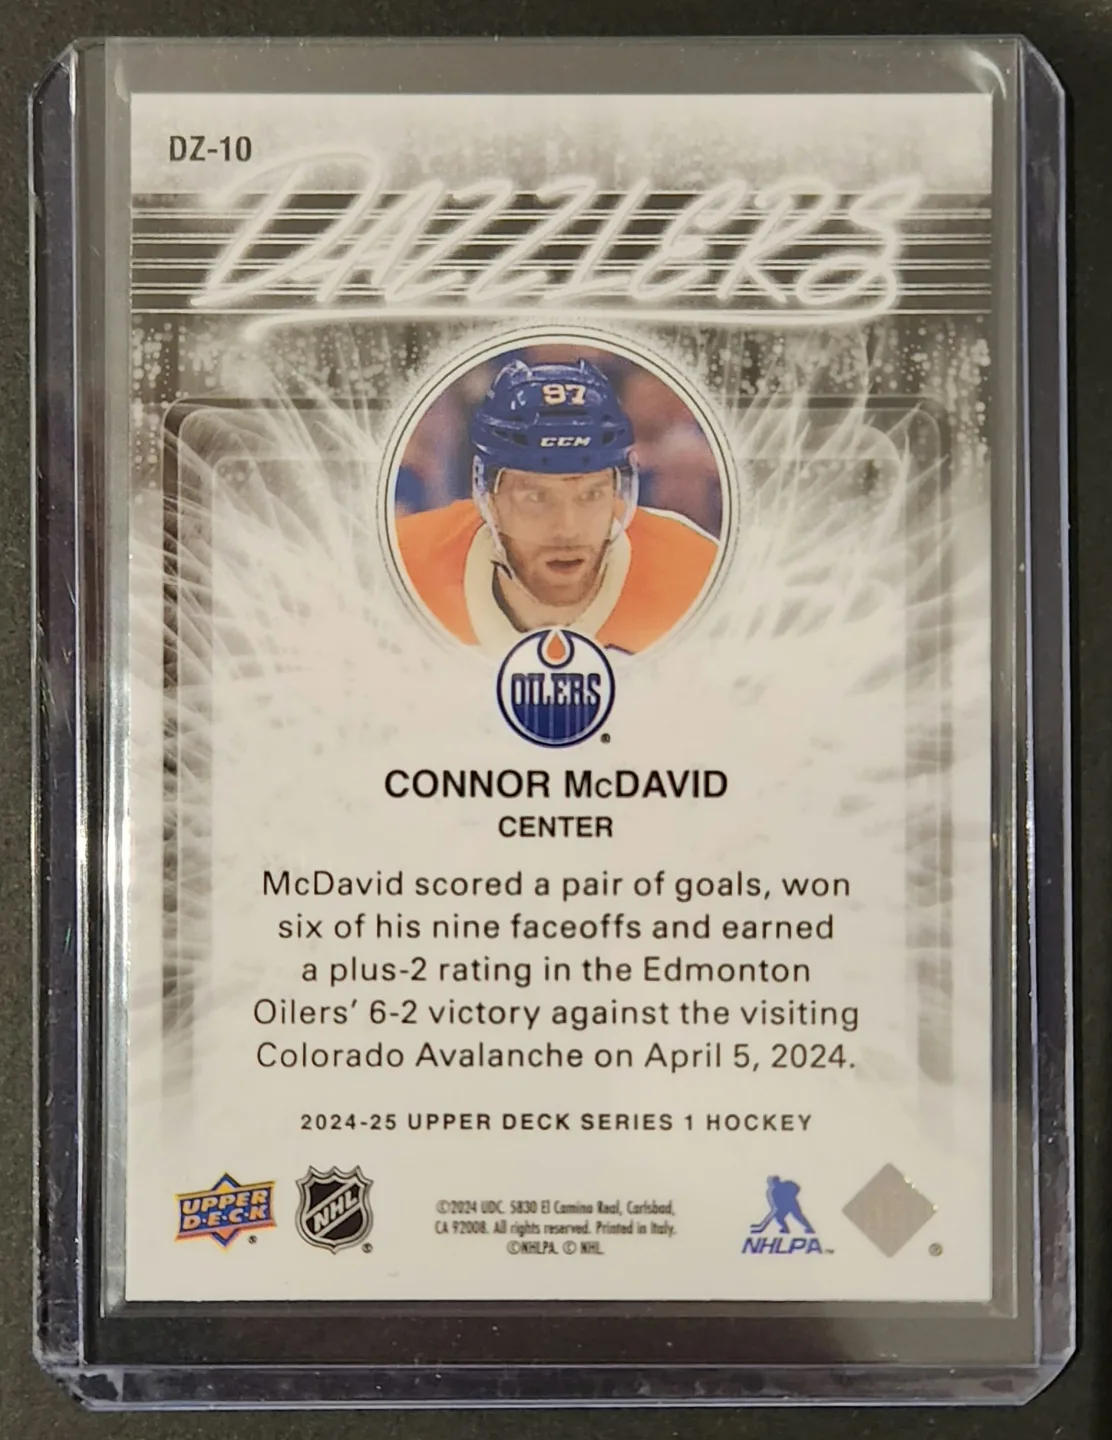 DZ-10
DAZZLERS
97
CCM
OILERS
®
CONNOR McDAVID
CENTER
McDavid scored a pair of goals, won
six of his nine faceoffs and earned
a plus-2 rating in the Edmonton
Oilers' 6-2 victory against the visiting
Colorado Avalanche on April 5, 2024.
2024-25 UPPER DECK SERIES 1 HOCKEY
UPPER
D·E·C·K
®
NHL
®
©2024 UDC. 5830 El Camino Real, Carlsbad,
CA 92008. All rights reserved. Printed in Italy.
©NHLPA. © NHL.
NHLPA™
®